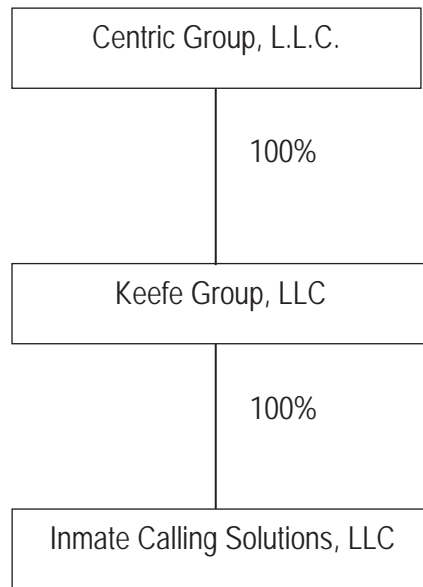 Centric Group, L.L.C.
100%
Keefe Group, LLC
100%
Inmate Calling Solutions, LLC